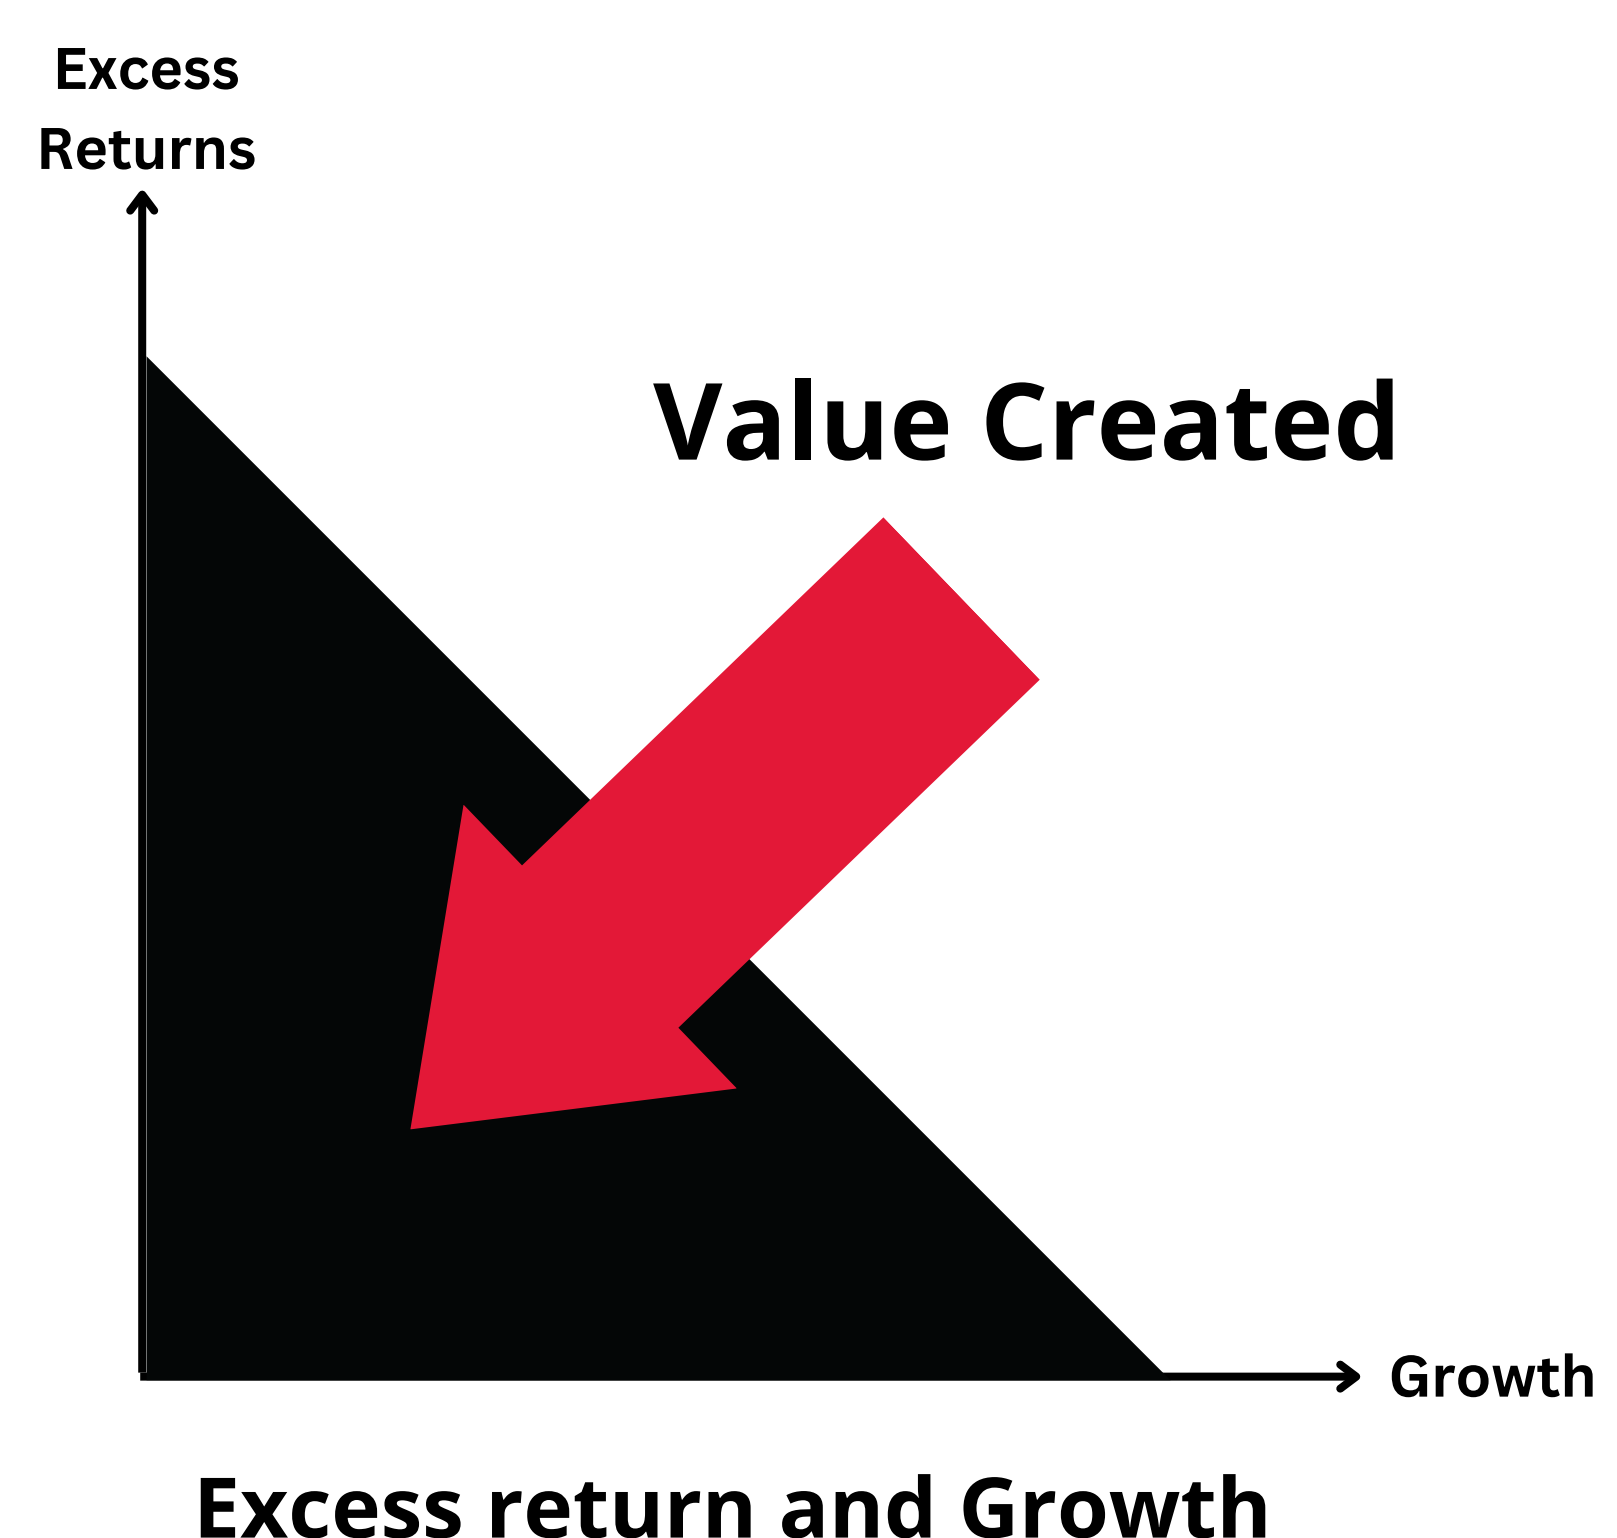 Excess
Returns
Value Created
Growth
Excess return and Growth